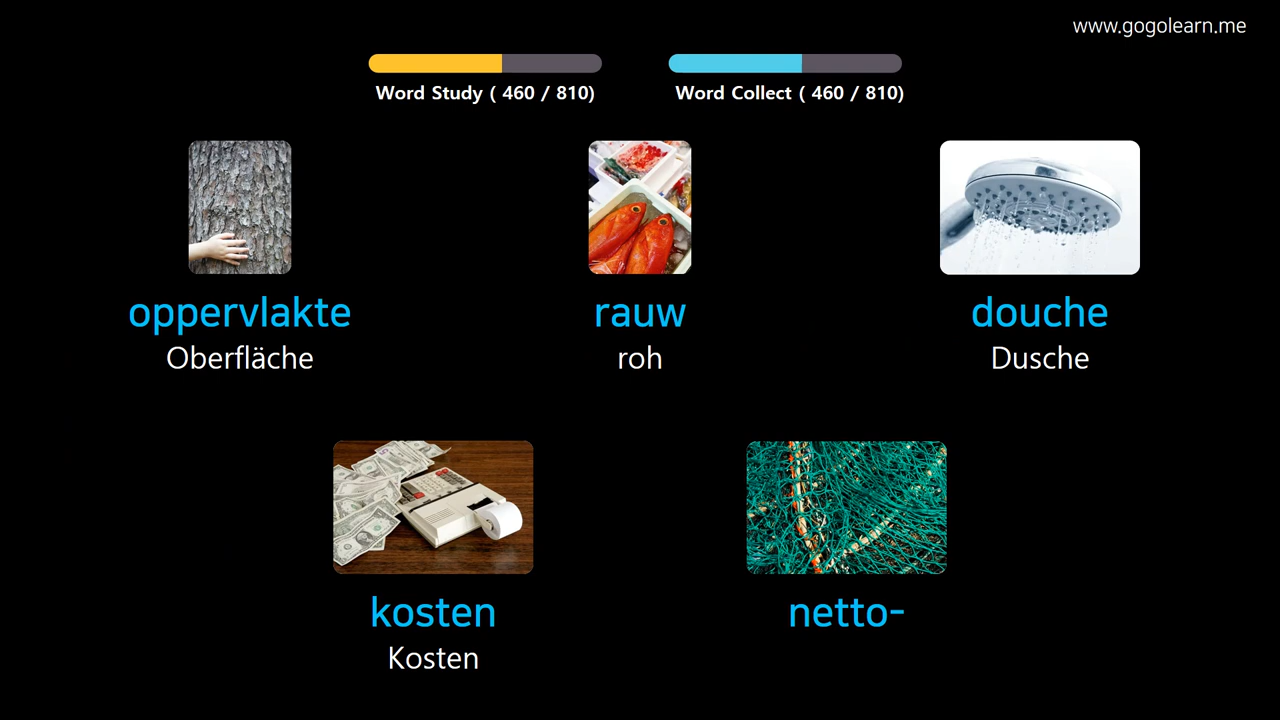 www.gogolearn.me
Word Study ( 460 / 810)
Word Collect ( 460 / 810)
oppervlakte
Oberfläche
rauw
roh
douche
Dusche
kosten
Kosten
netto-